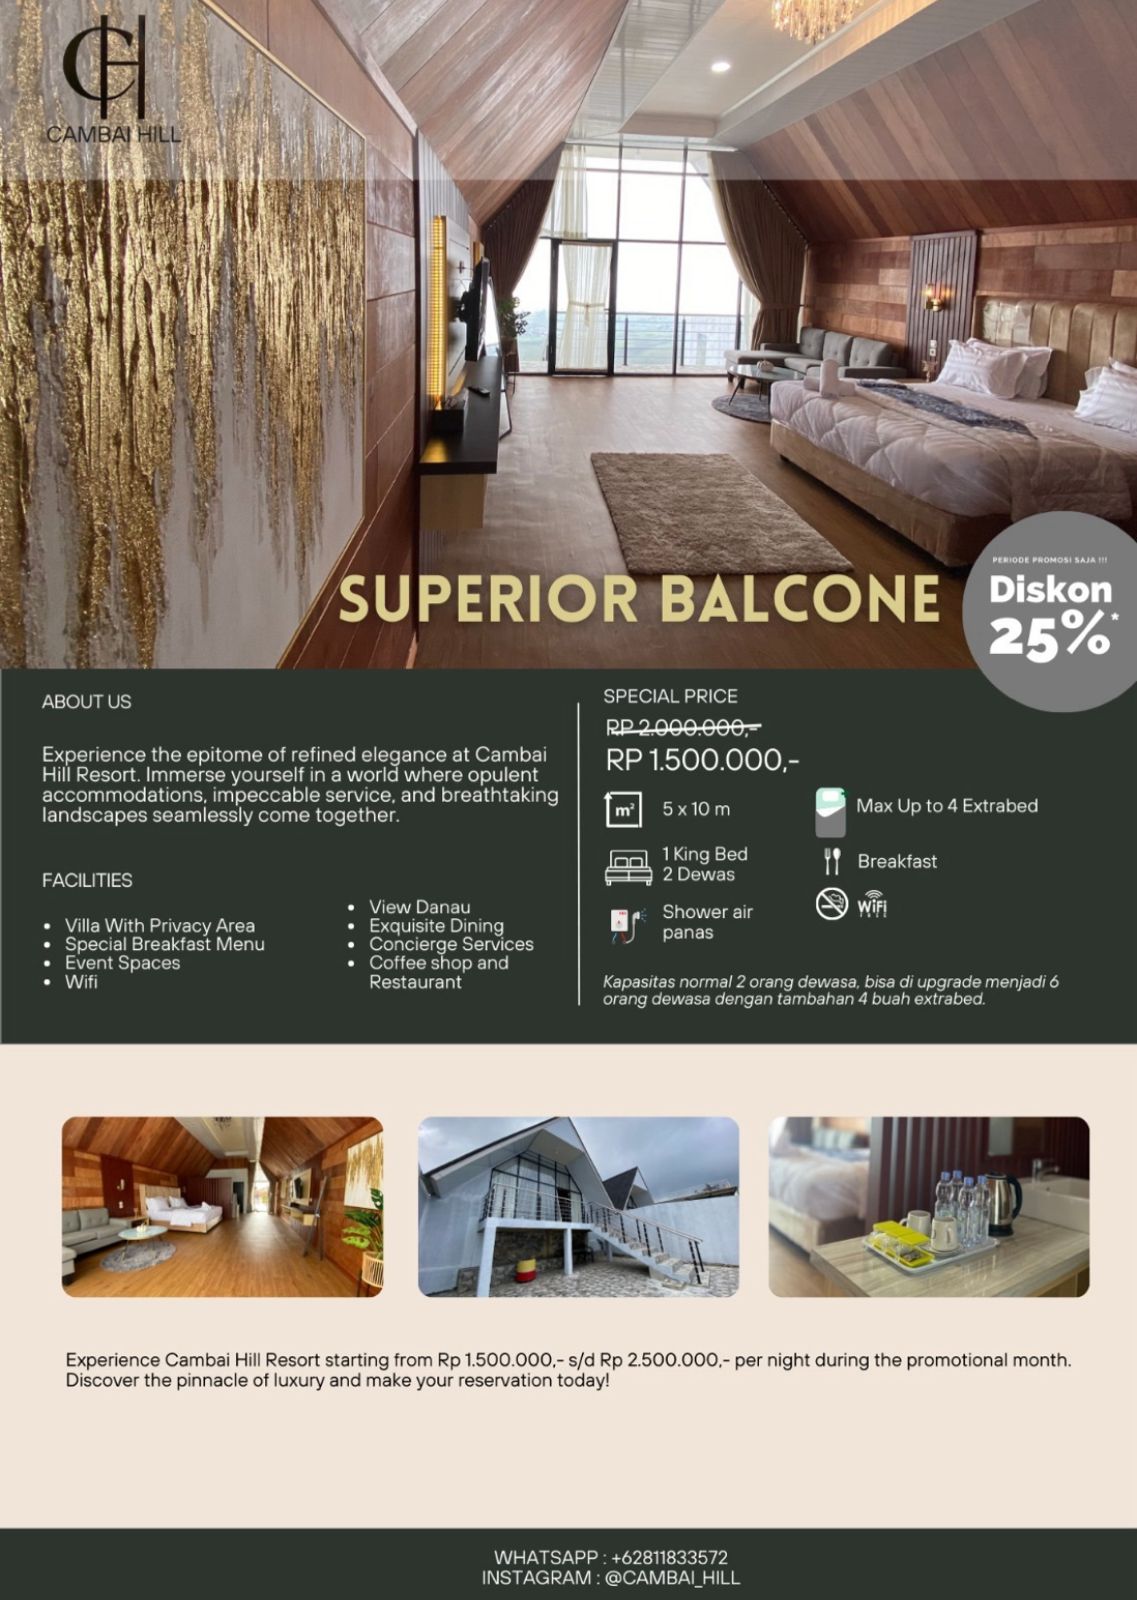 CH
CAMBAI HILL
SUPERIOR BALCONE
PERIODE PROMOSI SAJA !!!
Diskon
25%*
ABOUT US
Experience the epitome of refined elegance at Cambai
Hill Resort. Immerse yourself in a world where opulent
accommodations, impeccable service, and breathtaking
landscapes seamlessly come together.
FACILITIES
• Villa With Privacy Area
• Special Breakfast Menu
• Event Spaces
• Wifi
• View Danau
• Exquisite Dining
• Concierge Services
• Coffee shop and
Restaurant
SPECIAL PRICE
RP 2.000.000,-
RP 1.500.000,-
m²
5 x 10 m
Max Up to 4 Extrabed
1 King Bed
2 Dewas
Breakfast
Shower air
panas
WiFi
Kapasitas normal 2 orang dewasa, bisa di upgrade menjadi 6
orang dewasa dengan tambahan 4 buah extrabed.
Experience Cambai Hill Resort starting from Rp 1.500.000,- s/d Rp 2.500.000,- per night during the promotional month.
Discover the pinnacle of luxury and make your reservation today!
WHATSAPP : +62811833572
INSTAGRAM : @CAMBAI_HILL